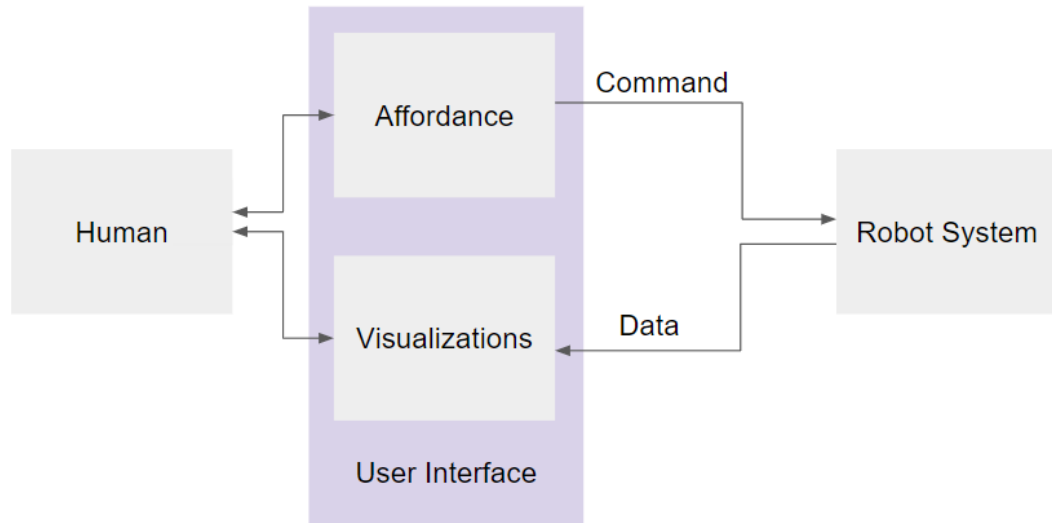 Affordance
Command
Human
Robot System
Visualizations
Data
User Interface